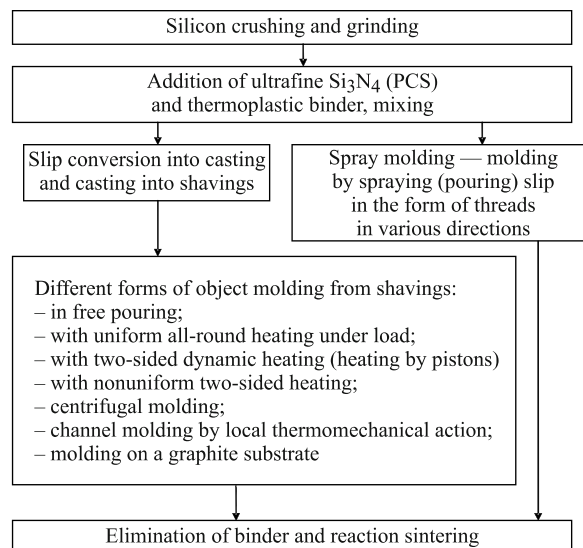 Silicon crushing and grinding
Addition of ultrafine Si₃N₄ (PCS)
and thermoplastic binder, mixing
Slip conversion into casting
and casting into shavings
Spray molding — molding
by spraying (pouring) slip
in the form of threads
in various directions
Different forms of object molding from shavings:
– in free pouring;
– with uniform all-round heating under load;
– with two-sided dynamic heating (heating by pistons)
– with nonuniform two-sided heating;
– centrifugal molding;
– channel molding by local thermomechanical action;
– molding on a graphite substrate
Elimination of binder and reaction sintering